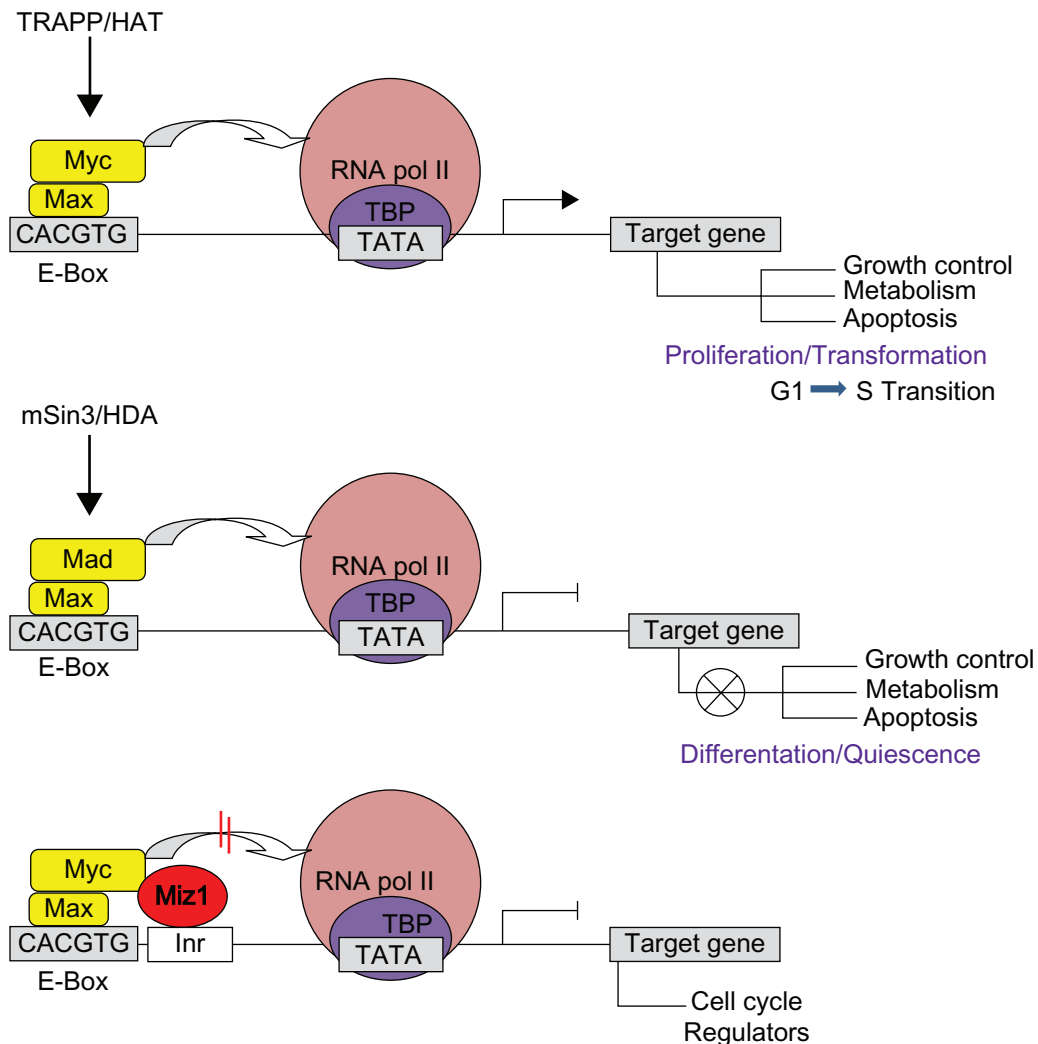 TRAPP/HAT
Myc
Max
CACGTG
E-Box
RNA pol II
TBP
TATA
Target gene
Growth control
Metabolism
Apoptosis
Proliferation/Transformation
G1 S Transition
mSin3/HDA
Mad
Max
CACGTG
E-Box
RNA pol II
TBP
TATA
Target gene
Growth control
Metabolism
Apoptosis
Differentation/Quiescence
Myc
Max
CACGTG
E-Box
Miz1
Inr
RNA pol II
TBP
TATA
Target gene
Cell cycle
Regulators